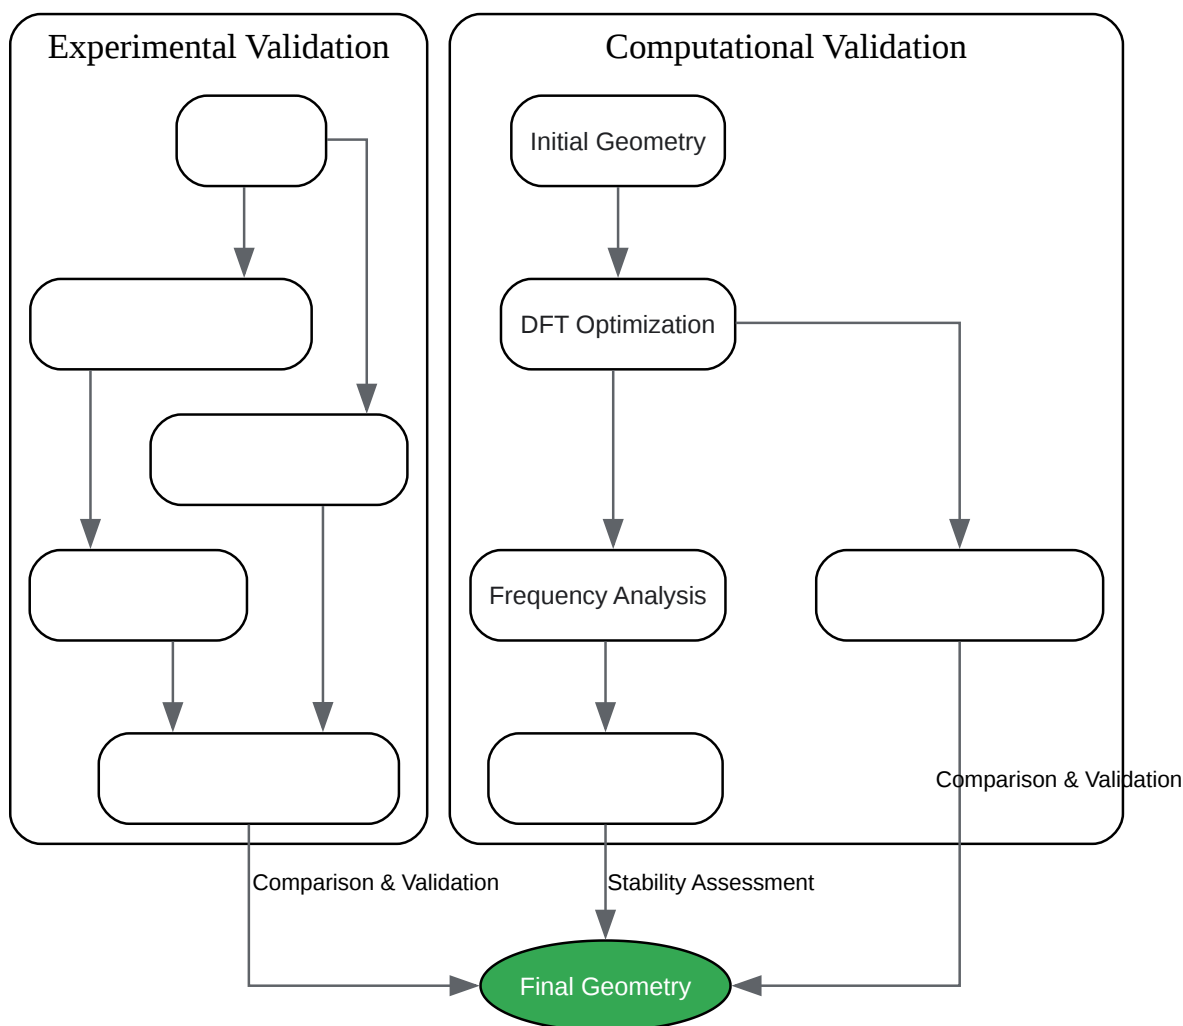 Experimental Validation
Computational Validation
Initial Geometry
DFT Optimization
Frequency Analysis
Comparison & Validation
Comparison & Validation
Stability Assessment
Final Geometry